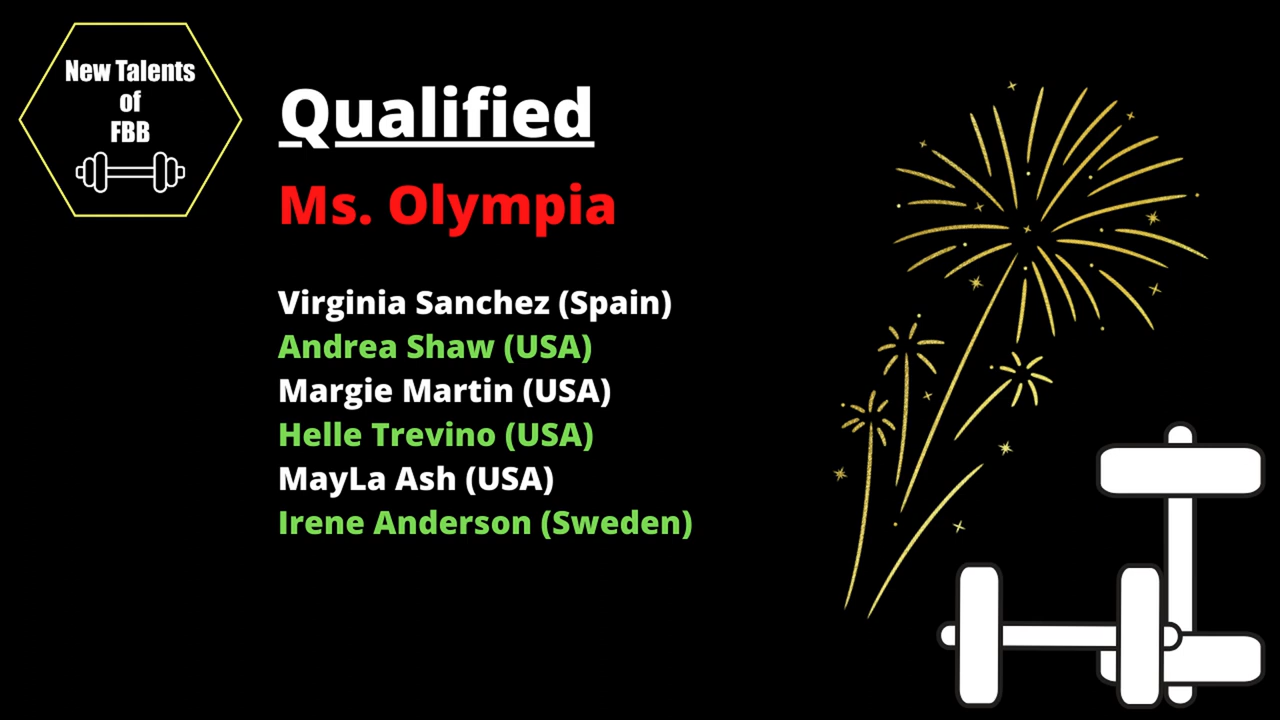 New Talents
of
FBB
Qualified
Ms. Olympia
Virginia Sanchez (Spain)
Andrea Shaw (USA)
Margie Martin (USA)
Helle Trevino (USA)
MayLa Ash (USA)
Irene Anderson (Sweden)